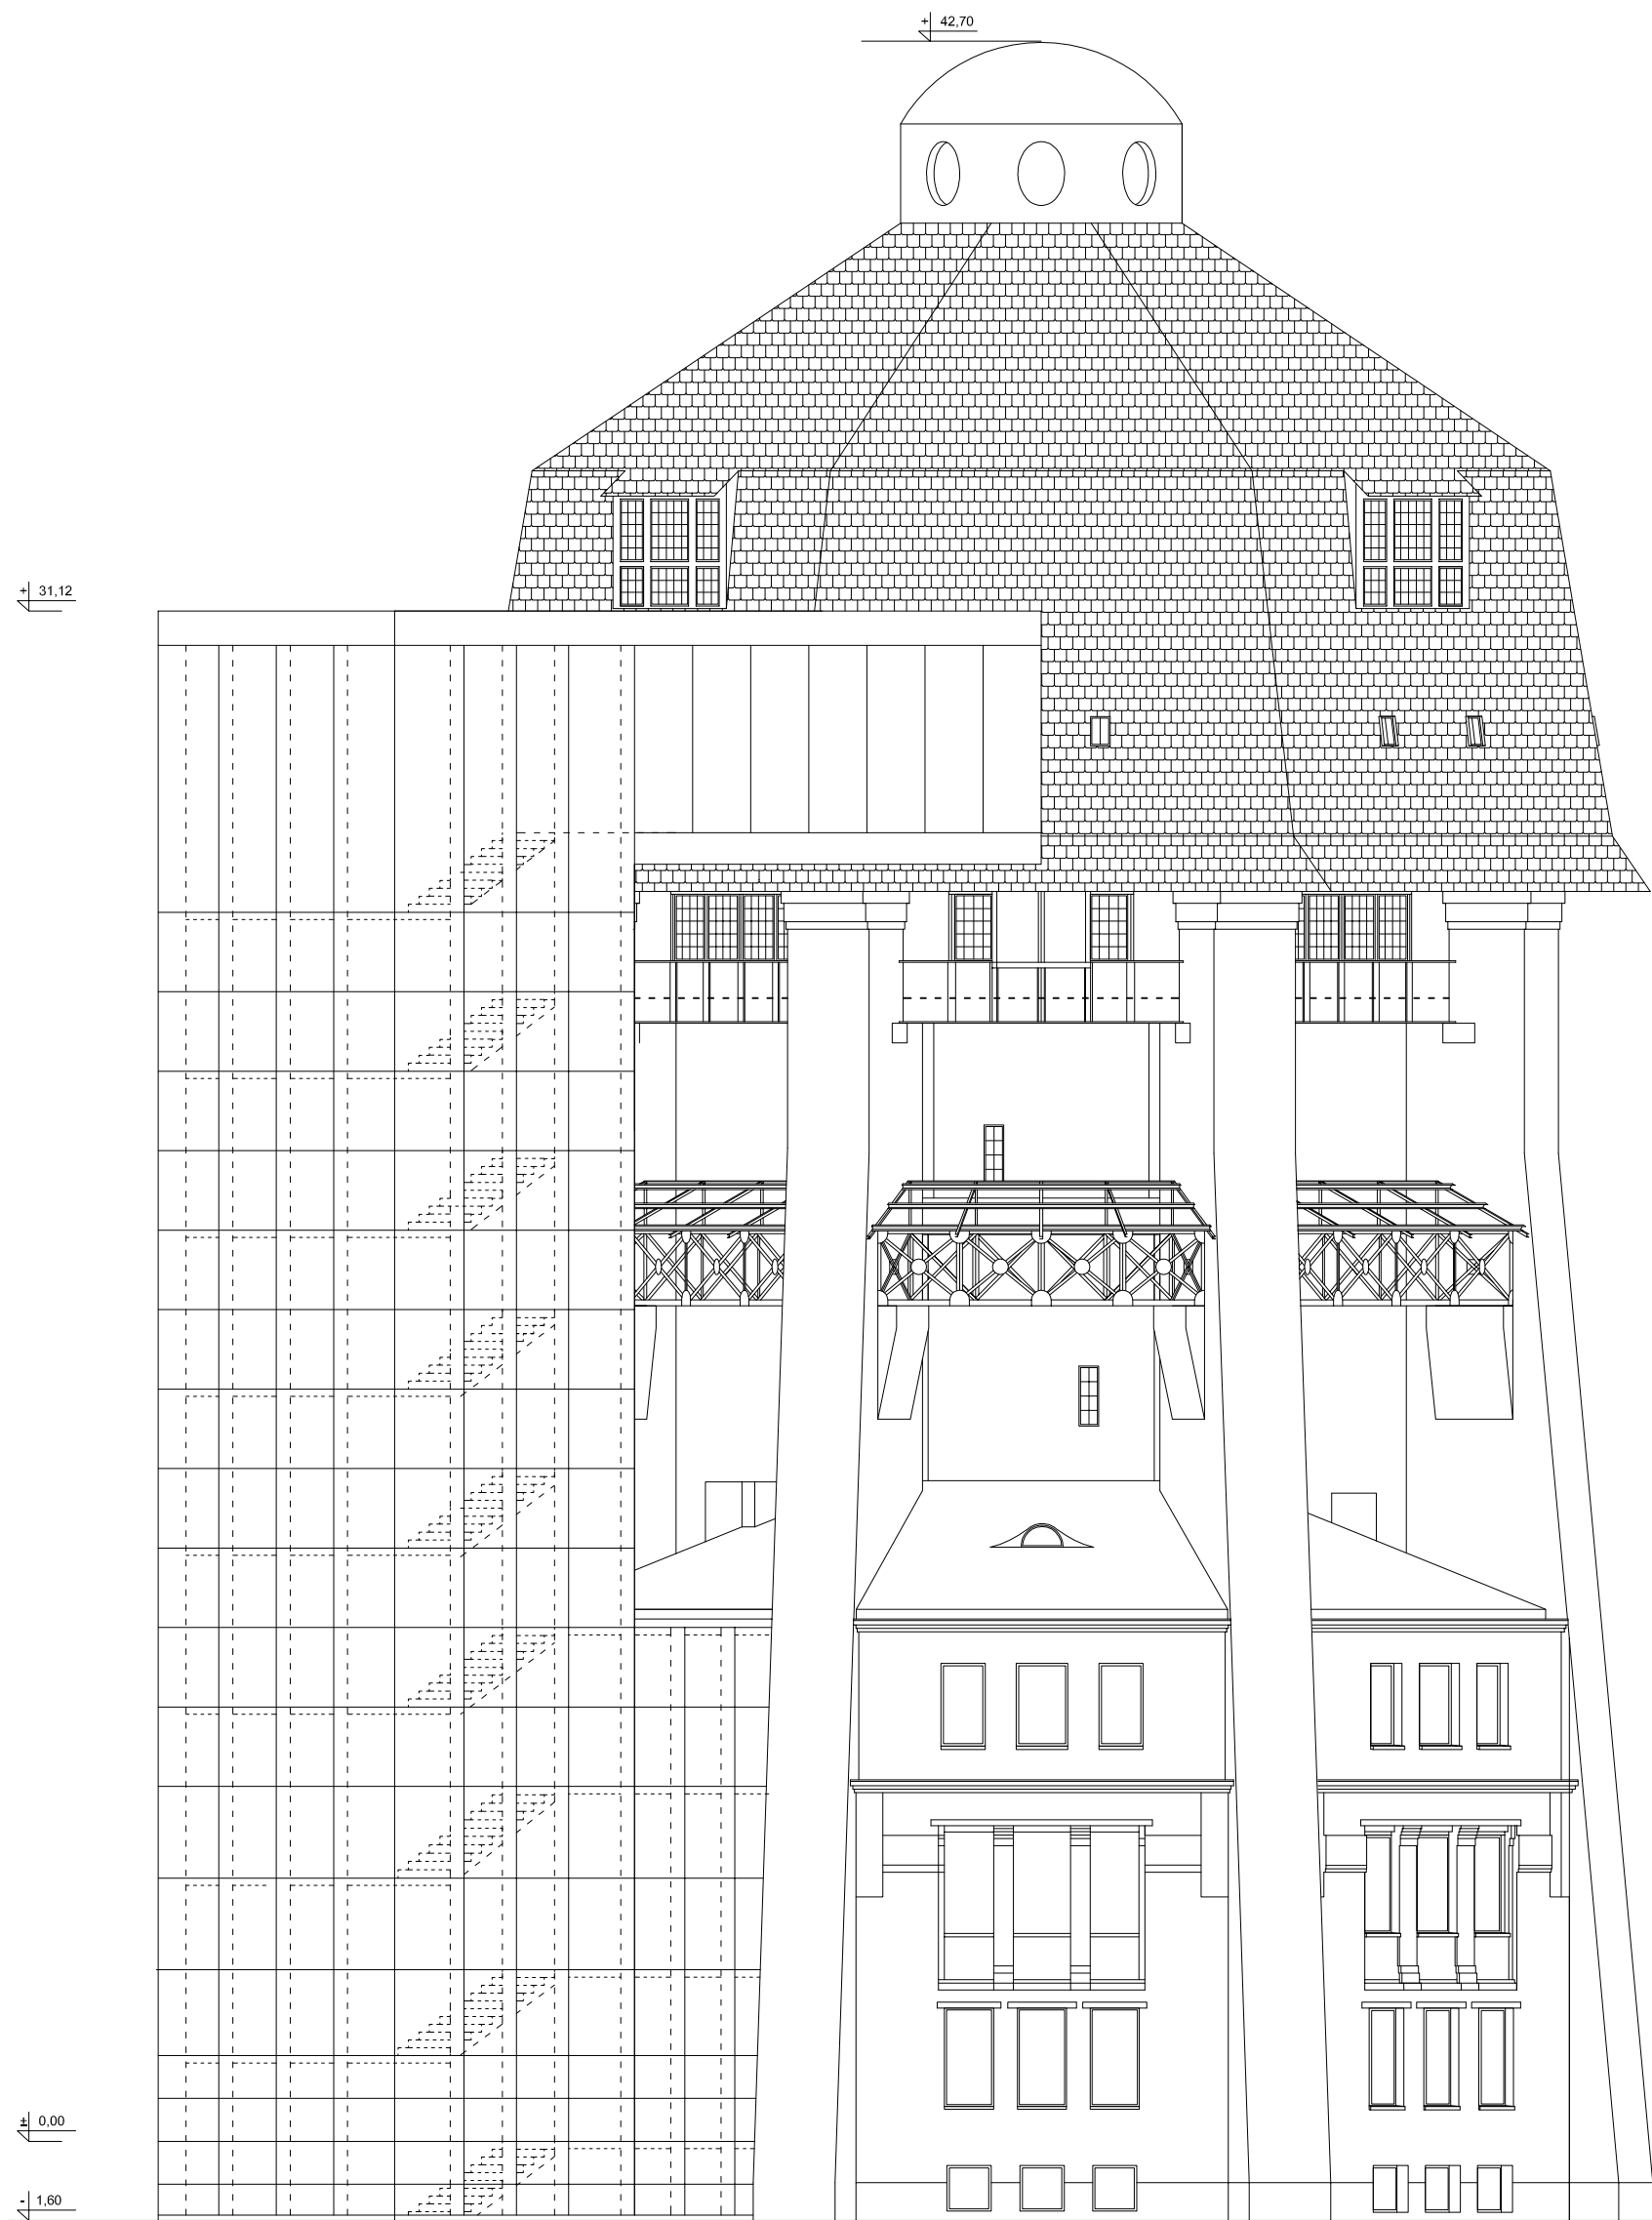 + 42,70
+ 31,12
± 0,00
- 1,60